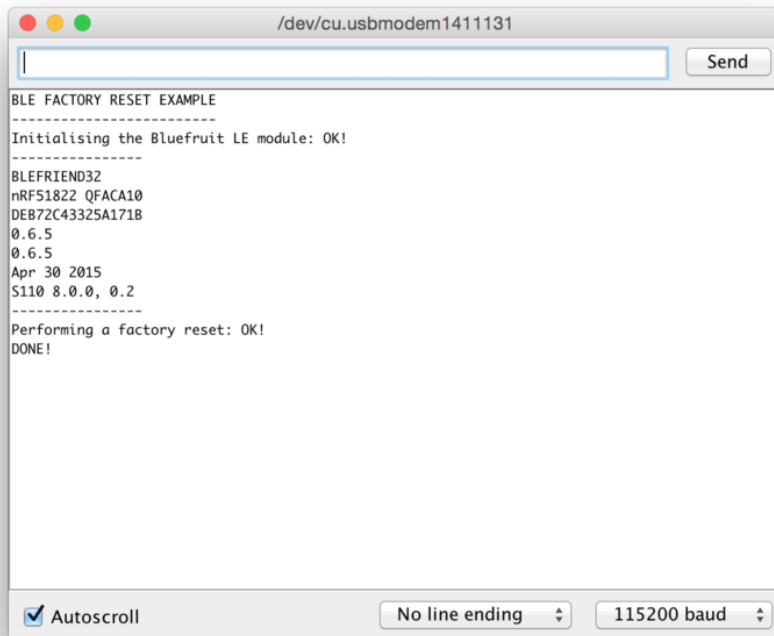 /dev/cu.usbmodem1411131
Send
BLE FACTORY RESET EXAMPLE
-------------------------
Initialising the Bluefruit LE module: OK!
----------------
BLEFRIEND32
nRF51822 QFACA10
DEB72C43325A171B
0.6.5
0.6.5
Apr 30 2015
S110 8.0.0, 0.2
----------------
Performing a factory reset: OK!
DONE!
Autoscroll
No line ending
115200 baud